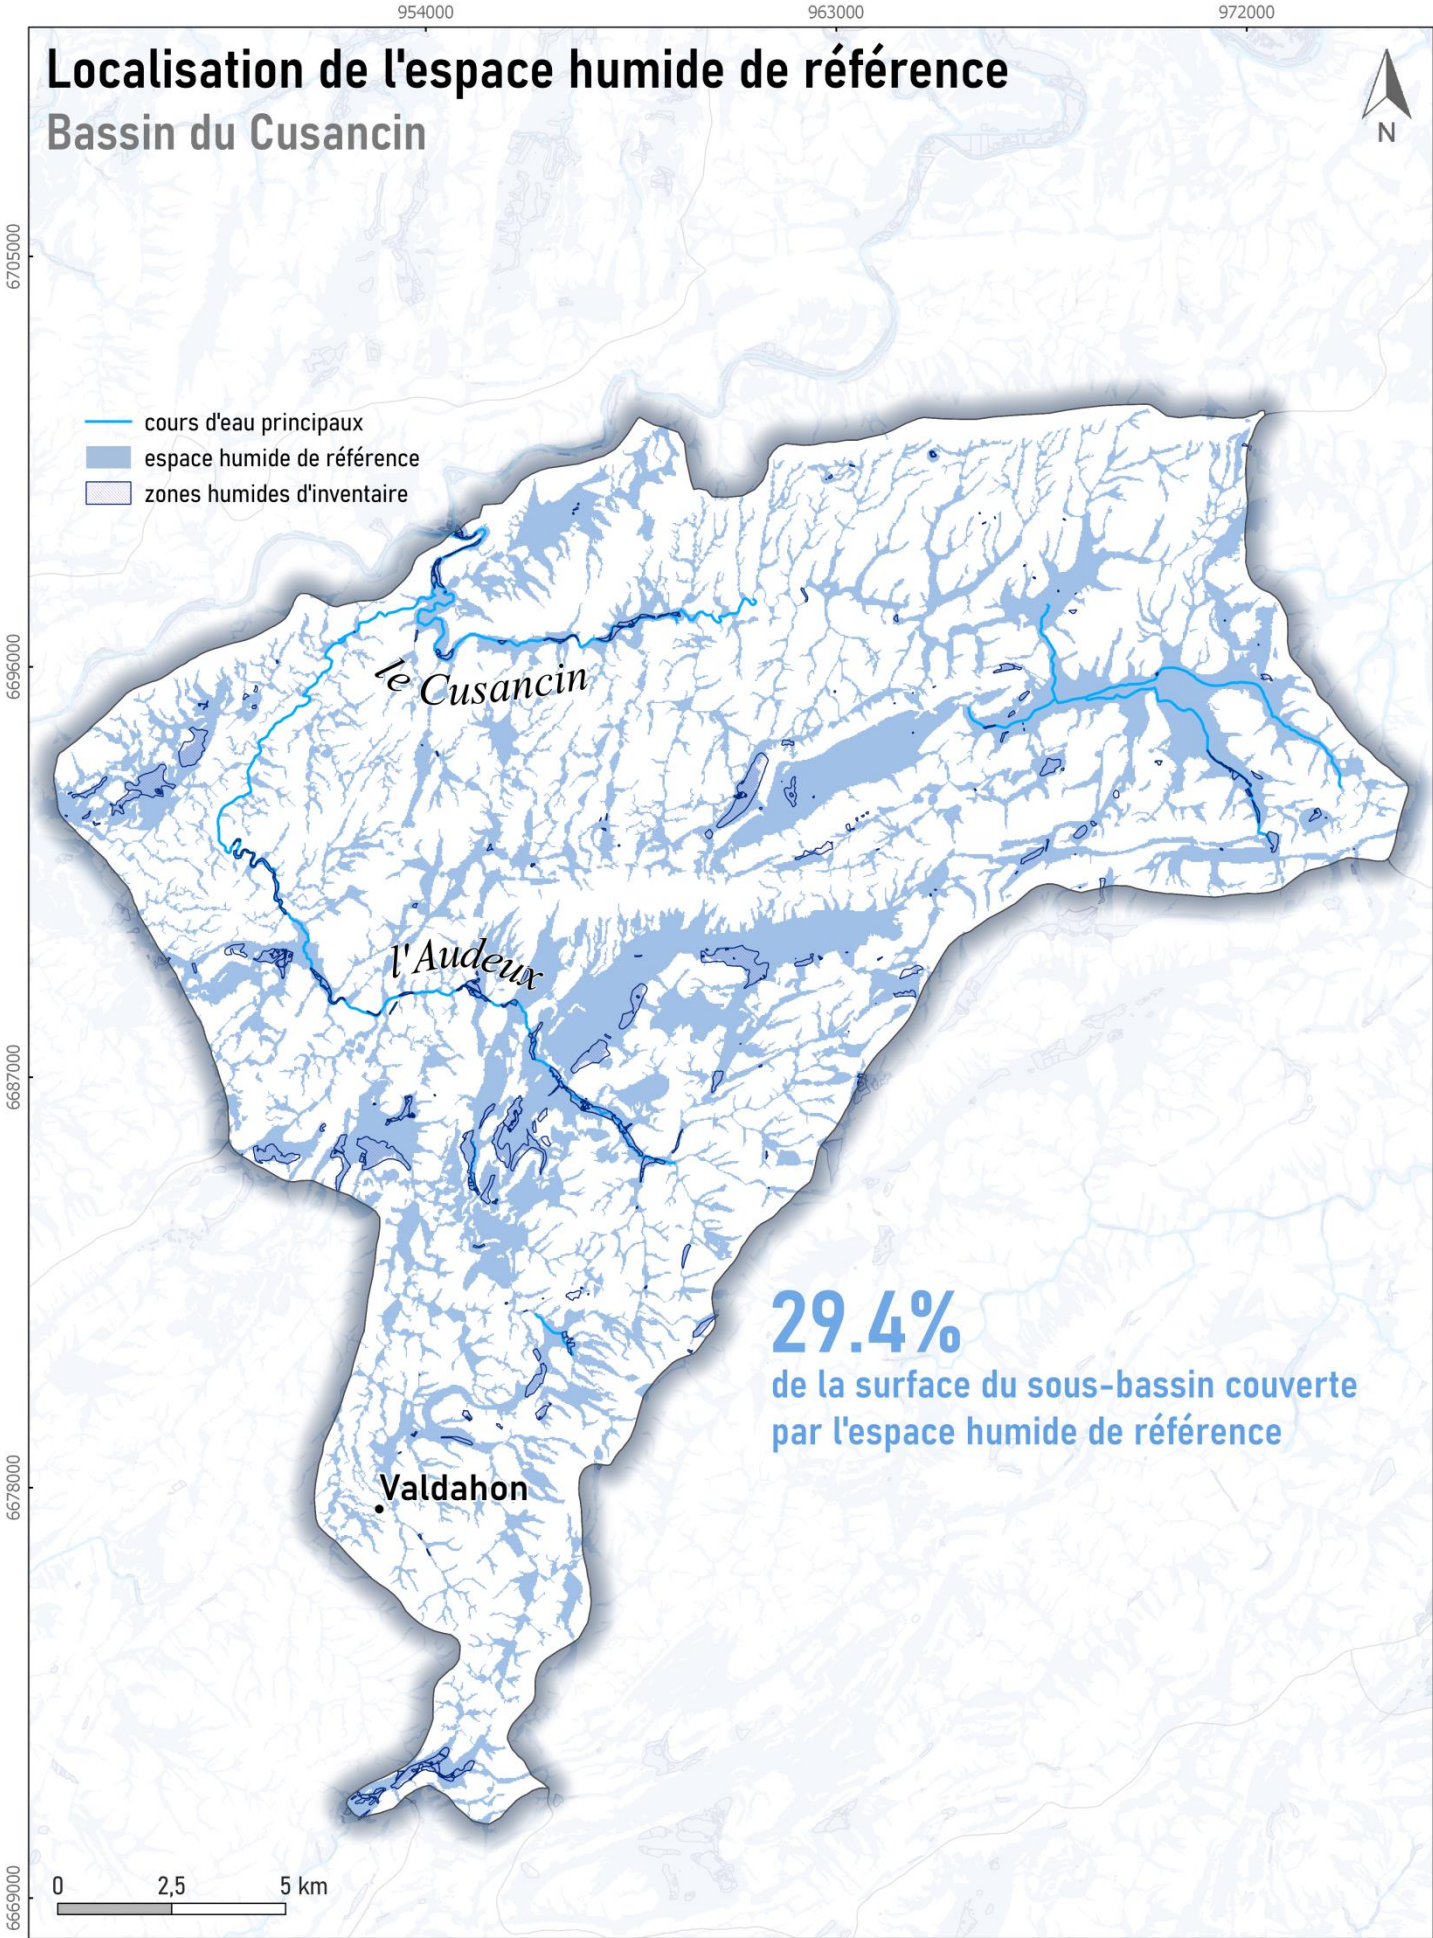 954000
963000
972000
Localisation de l'espace humide de référence
Bassin du Cusancin
N
6705000
cours d'eau principaux
espace humide de référence
zones humides d'inventaire
6696000
le Cusancin
l'Audeux
6687000
29.4%
de la surface du sous-bassin couverte
par l'espace humide de référence
6678000
Valdahon
6669000
0 2,5 5 km